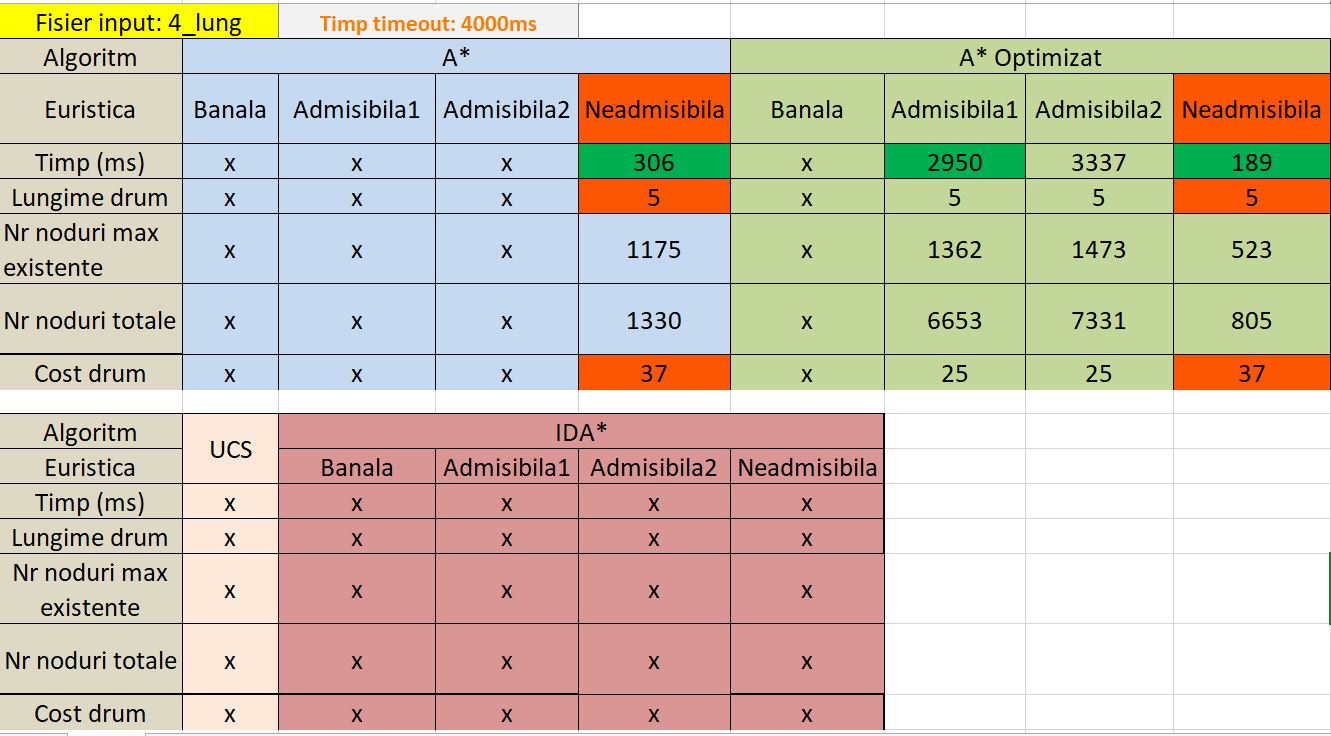 Fisier input: 4_lung Timp timeout: 4000ms
Algoritm A* A* Optimizat
Euristica Banala Admisibila1 Admisibila2 Neadmisibila Banala Admisibila1 Admisibila2 Neadmisibila
Timp (ms) x x x 306 x 2950 3337 189
Lungime drum x x x 5 x 5 5 5
Nr noduri max
existente x x x 1175 x 1362 1473 523
Nr noduri totale x x x 1330 x 6653 7331 805
Cost drum x x x 37 x 25 25 37
Algoritm UCS IDA*
Euristica Banala Admisibila1 Admisibila2 Neadmisibila
Timp (ms) x x x x x
Lungime drum x x x x x
Nr noduri max
existente x x x x x
Nr noduri totale x x x x x
Cost drum x x x x x